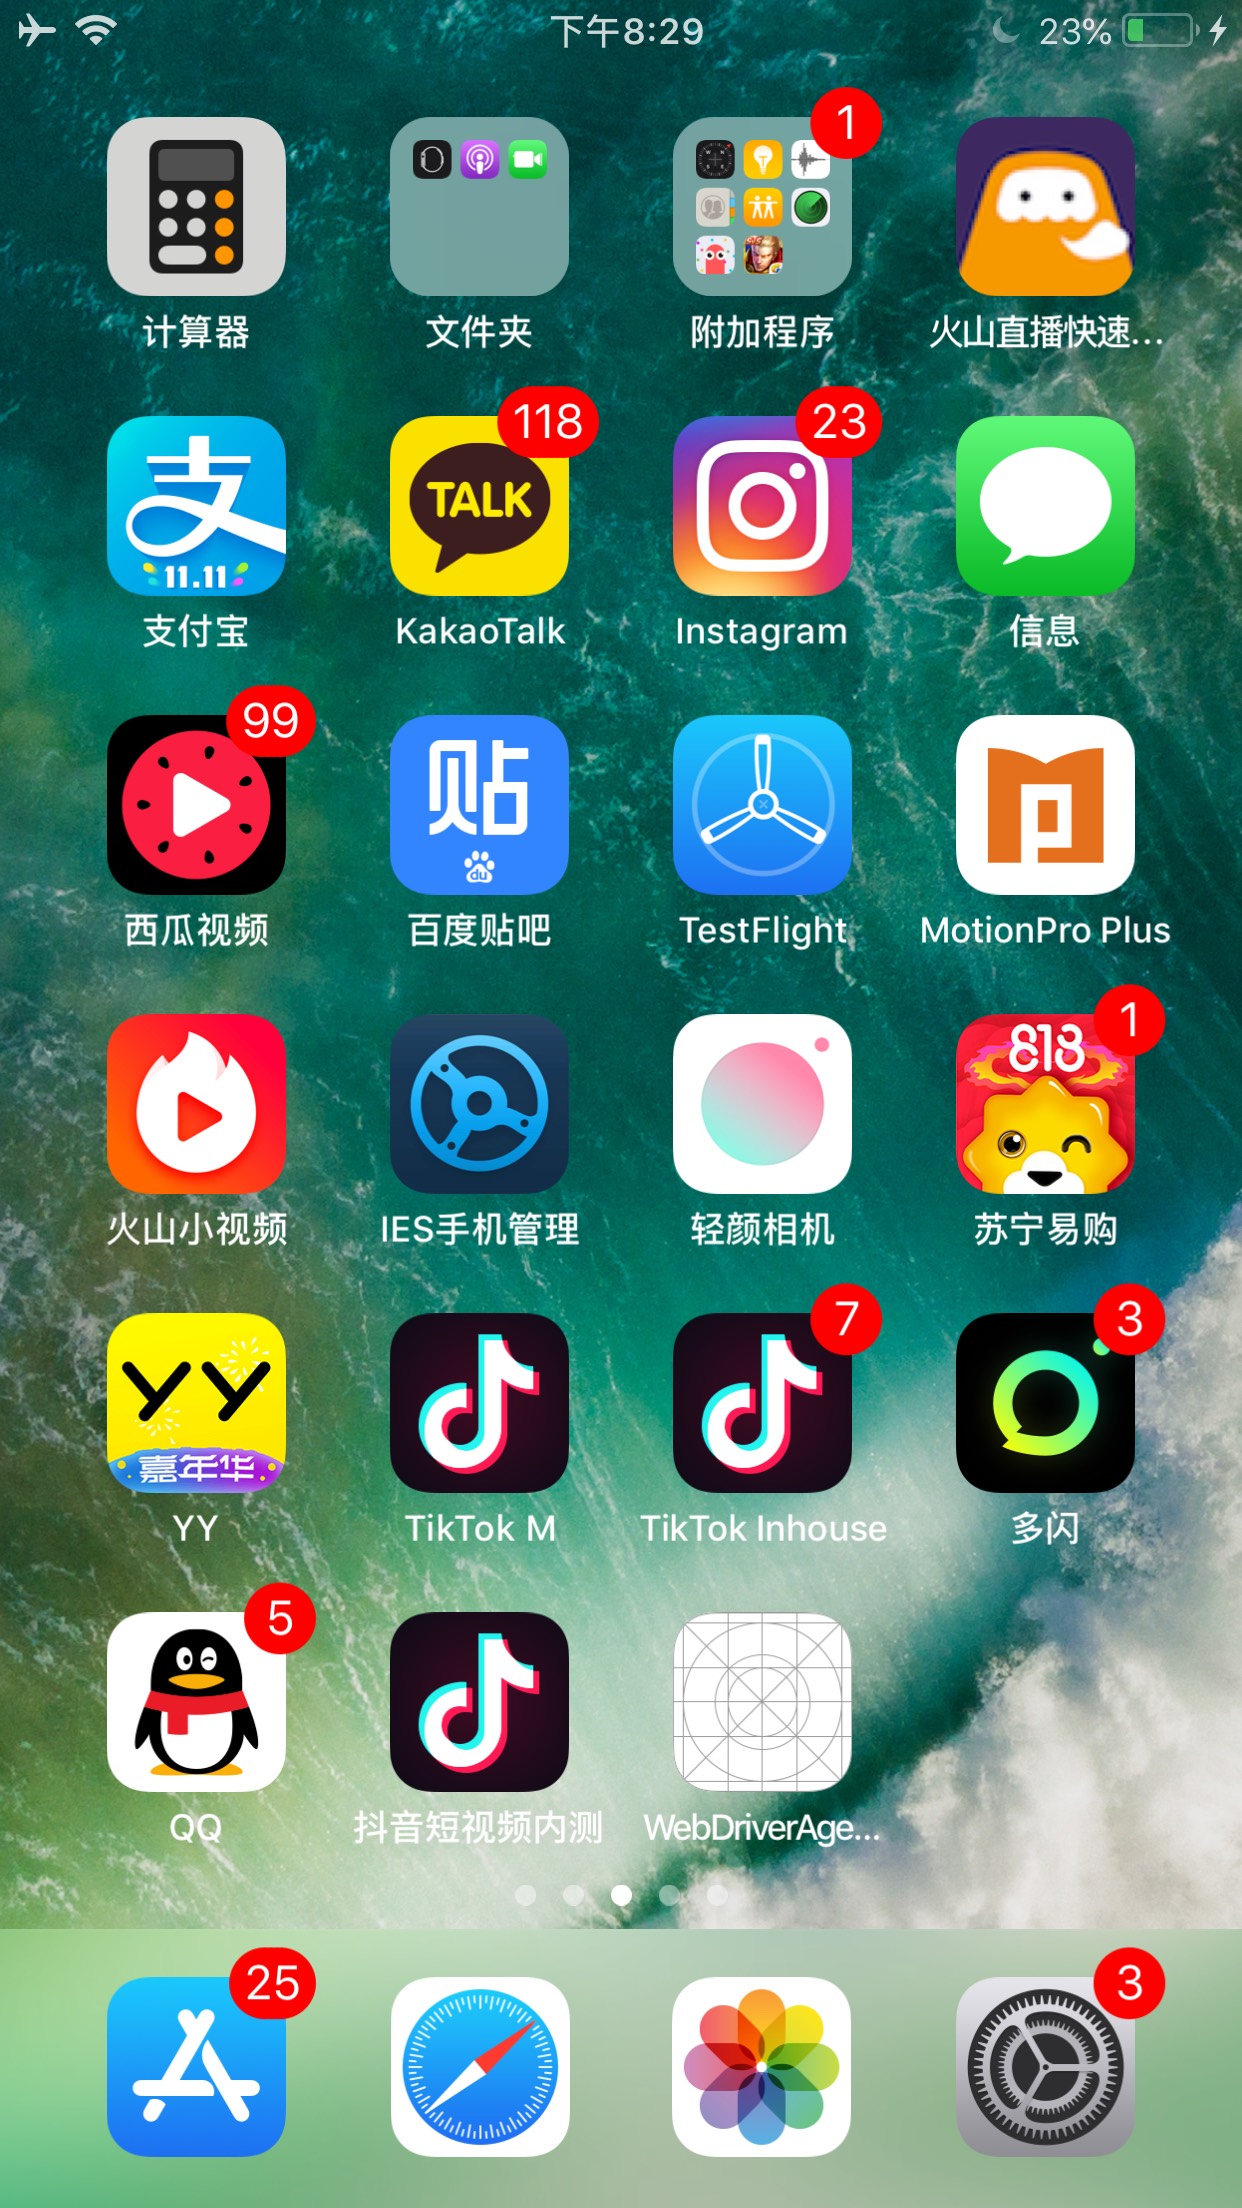 下午8:29
23%
1
计算器
文件夹
附加程序
火山直播快速...
118
23
TALK
支
11.11
支付宝
KakaoTalk
Instagram
信息
99
贴
du
西瓜视频
百度贴吧
TestFlight
MotionPro Plus
1
818
火山小视频
IES手机管理
轻颜相机
苏宁易购
7
3
YY
嘉年华
YY
TikTok M
TikTok Inhouse
多闪
5
QQ
抖音短视频内测
WebDriverAge...
25
3